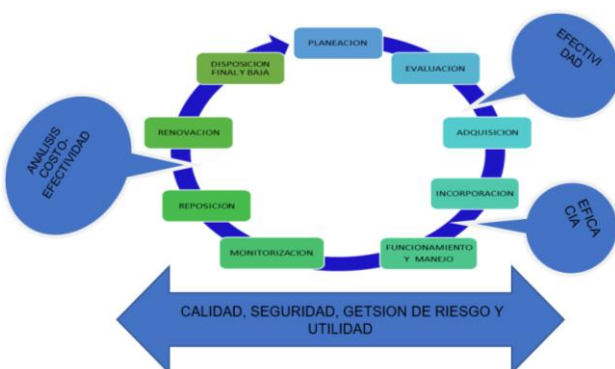 PLANEACION
EVALUACION
ADQUISICION
INCORPORACION
FUNCIONAMIENTO
Y MANEJO
MONITORIZACION
REPOSICION
RENOVACION
DISPOSICION
FINAL Y BAJA
EFECTIVI
DAD
EFICA
CIA
ANALISIS
COSTO-
EFECTIVIDAD
CALIDAD, SEGURIDAD, GETSION DE RIESGO Y
UTILIDAD